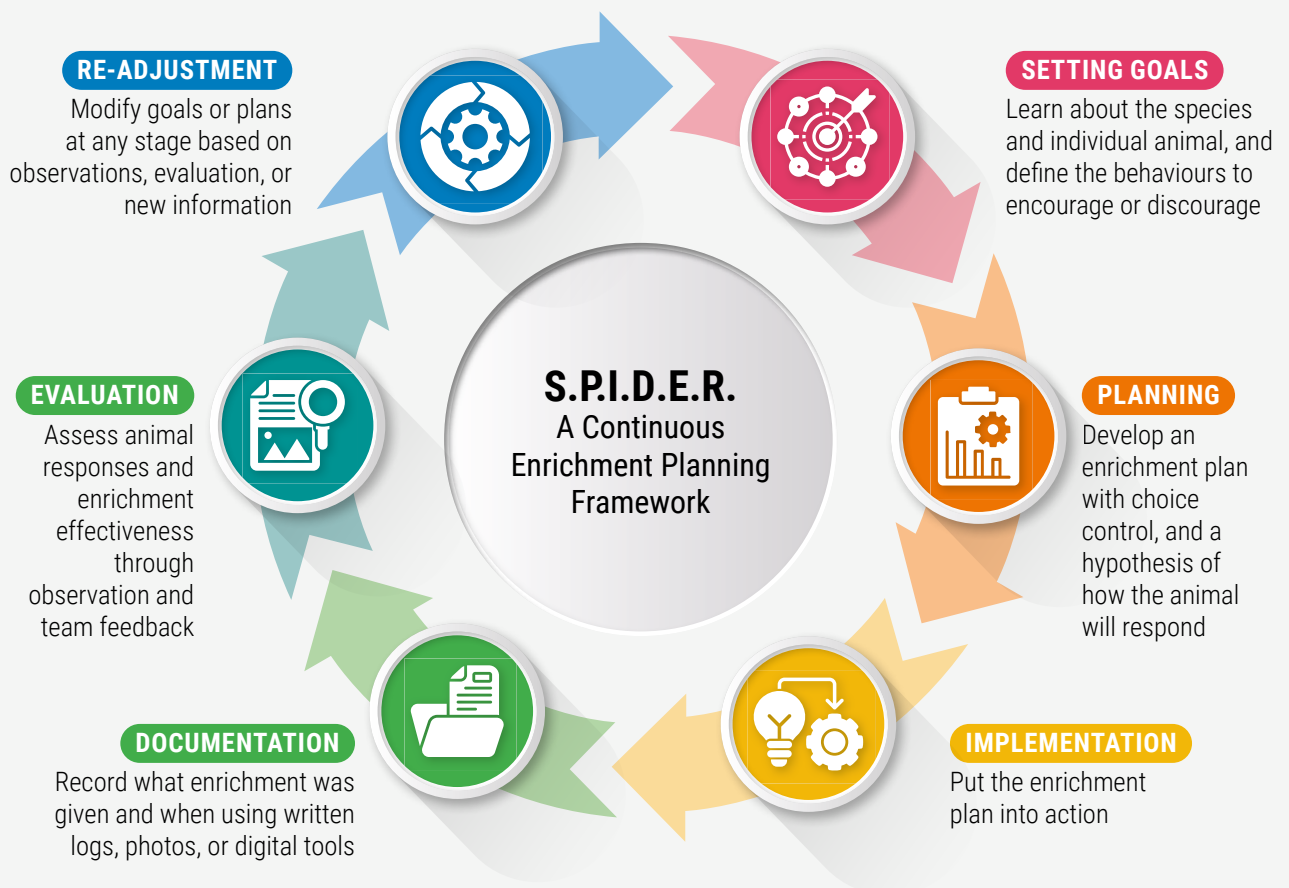 S.P.I.D.E.R.
A Continuous
Enrichment Planning
Framework
SETTING GOALS
Learn about the species
and individual animal, and
define the behaviours to
encourage or discourage
PLANNING
Develop an
enrichment plan
with choice
control, and a
hypothesis of
how the animal
will respond
IMPLEMENTATION
Put the enrichment
plan into action
DOCUMENTATION
Record what enrichment was
given and when using written
logs, photos, or digital tools
EVALUATION
Assess animal
responses and
enrichment
effectiveness
through
observation and
team feedback
RE-ADJUSTMENT
Modify goals or plans
at any stage based on
observations, evaluation, or
new information